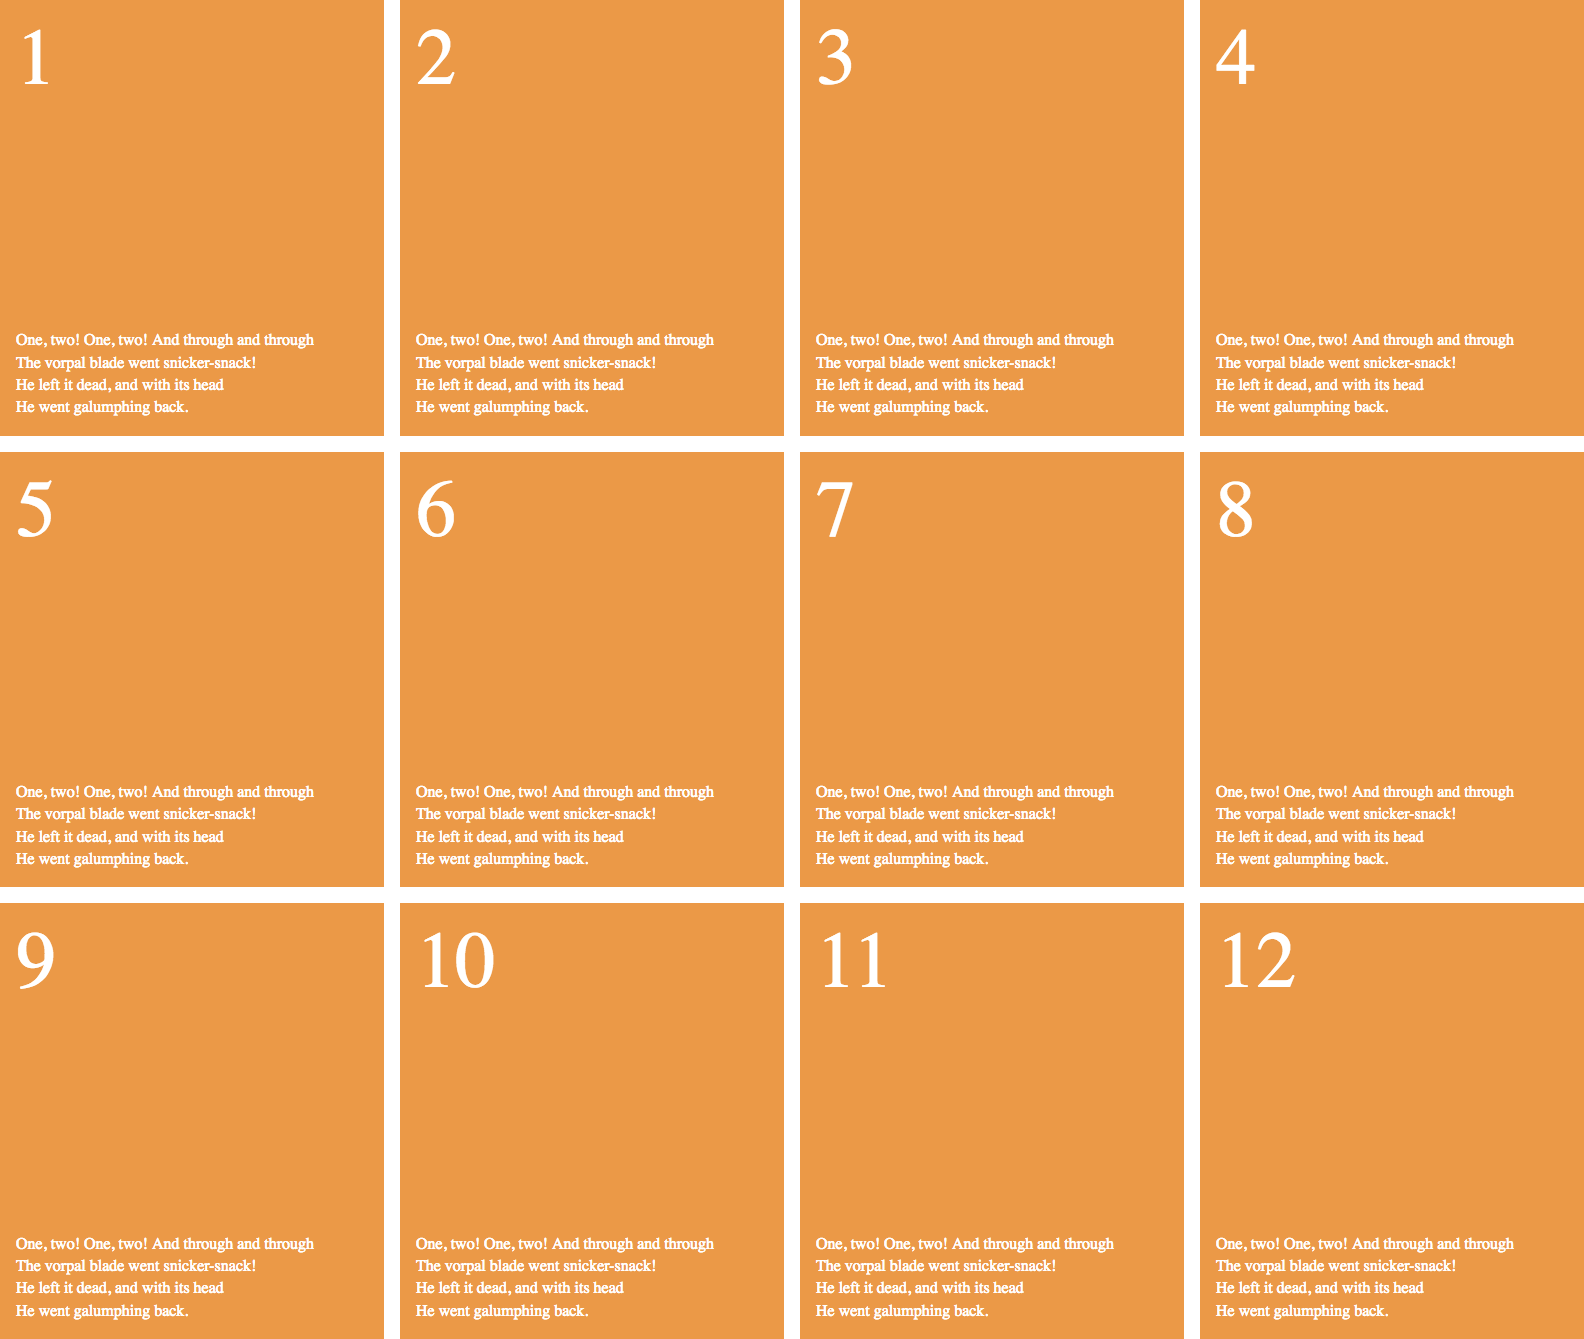 1
One, two! One, two! And through and through
The vorpal blade went snicker-snack!
He left it dead, and with its head
He went galumphing back.
2
One, two! One, two! And through and through
The vorpal blade went snicker-snack!
He left it dead, and with its head
He went galumphing back.
3
One, two! One, two! And through and through
The vorpal blade went snicker-snack!
He left it dead, and with its head
He went galumphing back.
4
One, two! One, two! And through and through
The vorpal blade went snicker-snack!
He left it dead, and with its head
He went galumphing back.
5
One, two! One, two! And through and through
The vorpal blade went snicker-snack!
He left it dead, and with its head
He went galumphing back.
6
One, two! One, two! And through and through
The vorpal blade went snicker-snack!
He left it dead, and with its head
He went galumphing back.
7
One, two! One, two! And through and through
The vorpal blade went snicker-snack!
He left it dead, and with its head
He went galumphing back.
8
One, two! One, two! And through and through
The vorpal blade went snicker-snack!
He left it dead, and with its head
He went galumphing back.
9
One, two! One, two! And through and through
The vorpal blade went snicker-snack!
He left it dead, and with its head
He went galumphing back.
10
One, two! One, two! And through and through
The vorpal blade went snicker-snack!
He left it dead, and with its head
He went galumphing back.
11
One, two! One, two! And through and through
The vorpal blade went snicker-snack!
He left it dead, and with its head
He went galumphing back.
12
One, two! One, two! And through and through
The vorpal blade went snicker-snack!
He left it dead, and with its head
He went galumphing back.